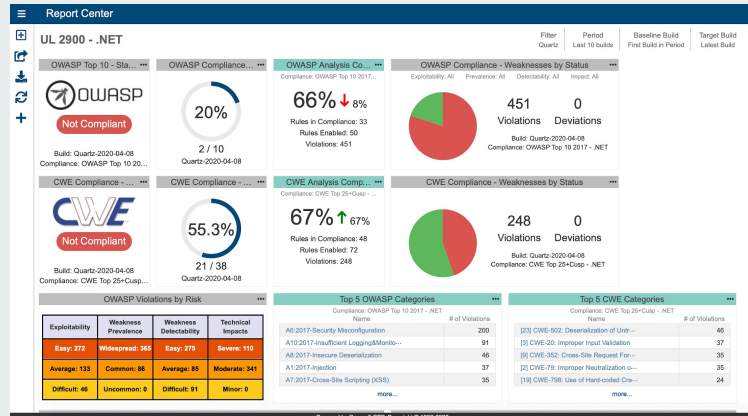 Report Center
UL 2900 - .NET
Filter
Quartz
Period
Last 10 builds
Baseline Build
First Build in Period
Target Build
Latest Build
OWASP Top 10 - Sta...
OWASP
Not Compliant
Build: Quartz-2020-04-08
Compliance: OWASP Top 10 20...
OWASP Compliance...
20%
2 / 10
Quartz-2020-04-08
OWASP Analysis Co...
Compliance: OWASP Top 10 2017...
66% 8%
Rules in Compliance: 33
Rules Enabled: 50
Violations: 451
OWASP Compliance - Weaknesses by Status
Exploitability: All Prevalence: All Detectability: All Impact: All
451 0
Violations Deviations
Build: Quartz-2020-04-08
Compliance: OWASP Top 10 2017 - .NET
CWE Compliance - ...
CWE
Not Compliant
Build: Quartz-2020-04-08
Compliance: CWE Top 25+Cusp...
CWE Compliance - ...
55.3%
21 / 38
Quartz-2020-04-08
CWE Analysis Comp...
Compliance: CWE Top 25+Cusp - ...
67% 67%
Rules in Compliance: 48
Rules Enabled: 72
Violations: 248
CWE Compliance - Weaknesses by Status
248 0
Violations Deviations
Build: Quartz-2020-04-08
Compliance: CWE Top 25+Cusp - .NET
OWASP Violations by Risk
Exploitability Weakness Prevalence Weakness Detectability Technical Impacts
Easy: 272 Widespread: 365 Easy: 275 Severe: 110
Average: 133 Common: 86 Average: 85 Moderate: 341
Difficult: 46 Uncommon: 0 Difficult: 91 Minor: 0
Top 5 OWASP Categories
Compliance: OWASP Top 10 2017 - .NET
Name # of Violations
A6:2017-Security Misconfiguration 200
A10:2017-Insufficient Logging&Monito··· 91
A8:2017-Insecure Deserialization 46
A1:2017-Injection 37
A7:2017-Cross-Site Scripting (XSS) 35
more...
Top 5 CWE Categories
Compliance: CWE Top 25+Cusp - .NET
Name # of Violations
[23] CWE-502: Deserialization of Untr··· 46
[3] CWE-20: Improper Input Validation 37
[9] CWE-352: Cross-Site Request For··· 35
[2] CWE-79: Improper Neutralization o··· 35
[19] CWE-798: Use of Hard-coded Cre··· 24
more...